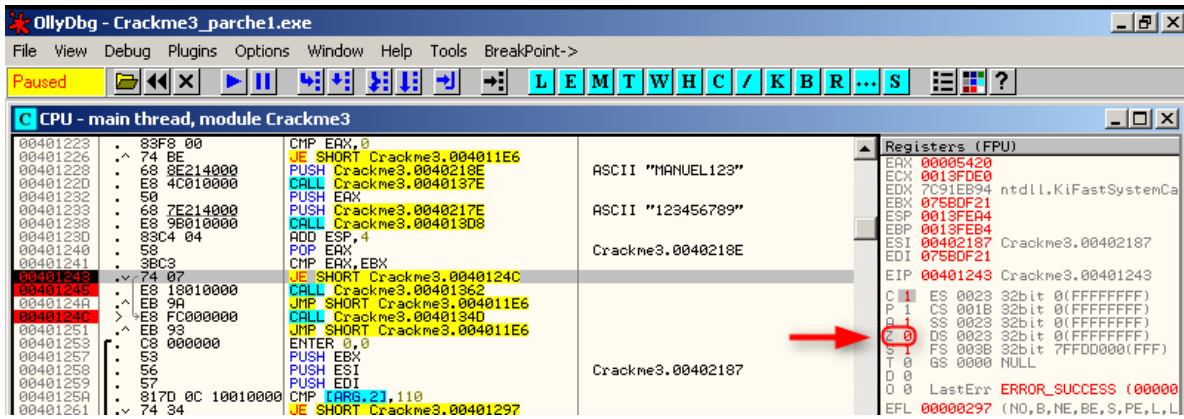 OllyDbg - Crackme3_parche1.exe
File View Debug Plugins Options Window Help Tools BreakPoint->
Paused L E M T W H C / K B R ... S ?
C CPU - main thread, module Crackme3
00401223 . 83F8 00 CMP EAX,0
00401226 .^ 74 BE JE SHORT Crackme3.004011E6
00401228 . 68 8E214000 PUSH Crackme3.0040218E ASCII "MANUEL123"
0040122D . E8 4C010000 CALL Crackme3.0040137E
00401232 . 50 PUSH EAX
00401233 . 68 7E214000 PUSH Crackme3.0040217E ASCII "123456789"
00401238 . E8 9B010000 CALL Crackme3.004013D8
0040123D . 83C4 04 ADD ESP,4
00401240 . 58 POP EAX Crackme3.0040218E
00401241 . 3BC3 CMP EAX,EBX
00401243 .v 74 07 JE SHORT Crackme3.0040124C
00401245 . E8 18010000 CALL Crackme3.00401362
0040124A .^ EB 9A JMP SHORT Crackme3.004011E6
0040124C > E8 FC000000 CALL Crackme3.0040134D
00401251 .^ EB 93 JMP SHORT Crackme3.004011E6
00401253 . C8 000000 ENTER 0,0
00401257 . 53 PUSH EBX
00401258 . 56 PUSH ESI Crackme3.00402187
00401259 . 57 PUSH EDI
0040125A . 817D 0C 10010000 CMP [ARG.2],110
00401261 .v 74 34 JE SHORT Crackme3.00401297
Registers (FPU)
EAX 00005420
ECX 0013FDE0
EDX 7C91EB94 ntdll.KiFastSystemCa
EBX 075BDF21
ESP 0013FEA4
EBP 0013FEB4
ESI 00402187 Crackme3.00402187
EDI 075BDF21
EIP 00401243 Crackme3.00401243
C 1 ES 0023 32bit 0(FFFFFFFF)
P 1 CS 001B 32bit 0(FFFFFFFF)
A 1 SS 0023 32bit 0(FFFFFFFF)
Z 0 DS 0023 32bit 0(FFFFFFFF)
S 1 FS 003B 32bit 7FFDD000(FFF)
T 0 GS 0000 NULL
D 0
O 0 LastErr ERROR_SUCCESS (00000
EFL 00000297 (NO,B,NE,BE,S,PE,L,L